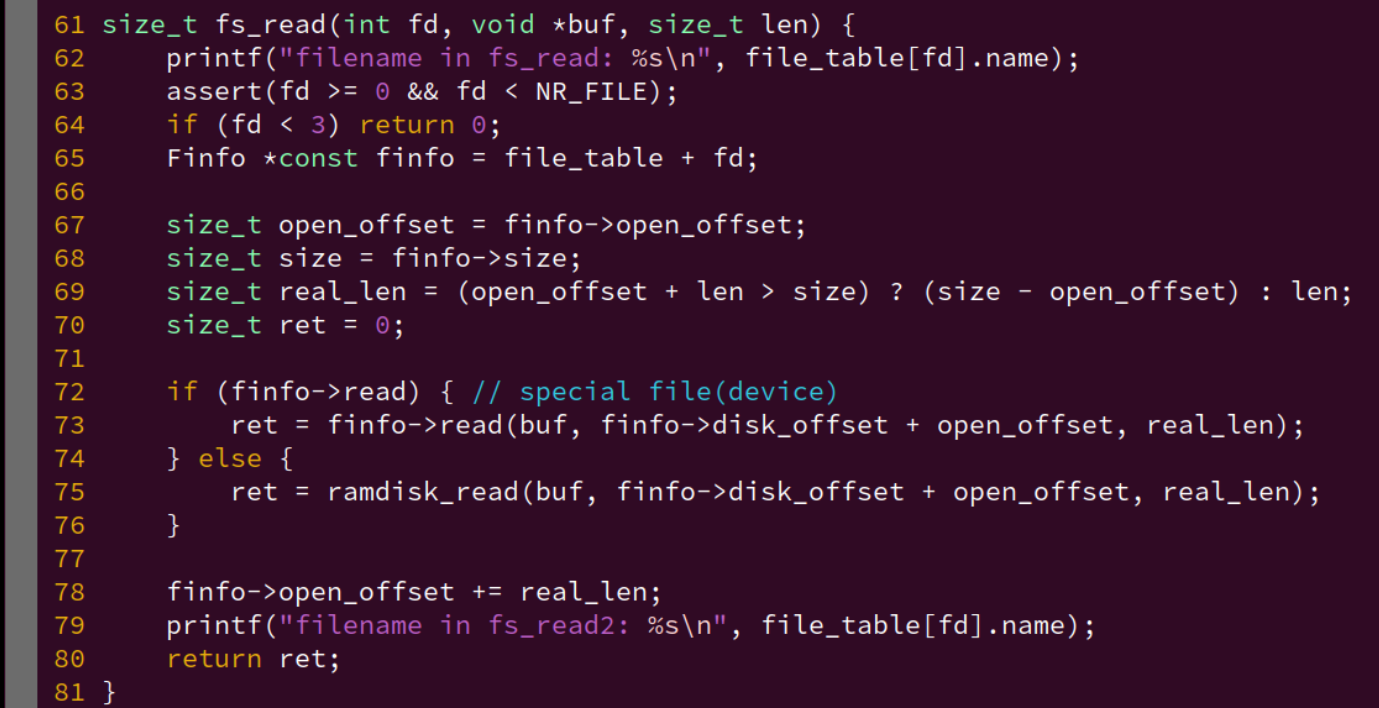 61 size_t fs_read(int fd, void *buf, size_t len) {
62     printf("filename in fs_read: %s\n", file_table[fd].name);
63     assert(fd >= 0 && fd < NR_FILE);
64     if (fd < 3) return 0;
65     Finfo *const finfo = file_table + fd;
66
67     size_t open_offset = finfo->open_offset;
68     size_t size = finfo->size;
69     size_t real_len = (open_offset + len > size) ? (size - open_offset) : len;
70     size_t ret = 0;
71
72     if (finfo->read) { // special file(device)
73         ret = finfo->read(buf, finfo->disk_offset + open_offset, real_len);
74     } else {
75         ret = ramdisk_read(buf, finfo->disk_offset + open_offset, real_len);
76     }
77
78     finfo->open_offset += real_len;
79     printf("filename in fs_read2: %s\n", file_table[fd].name);
80     return ret;
81 }